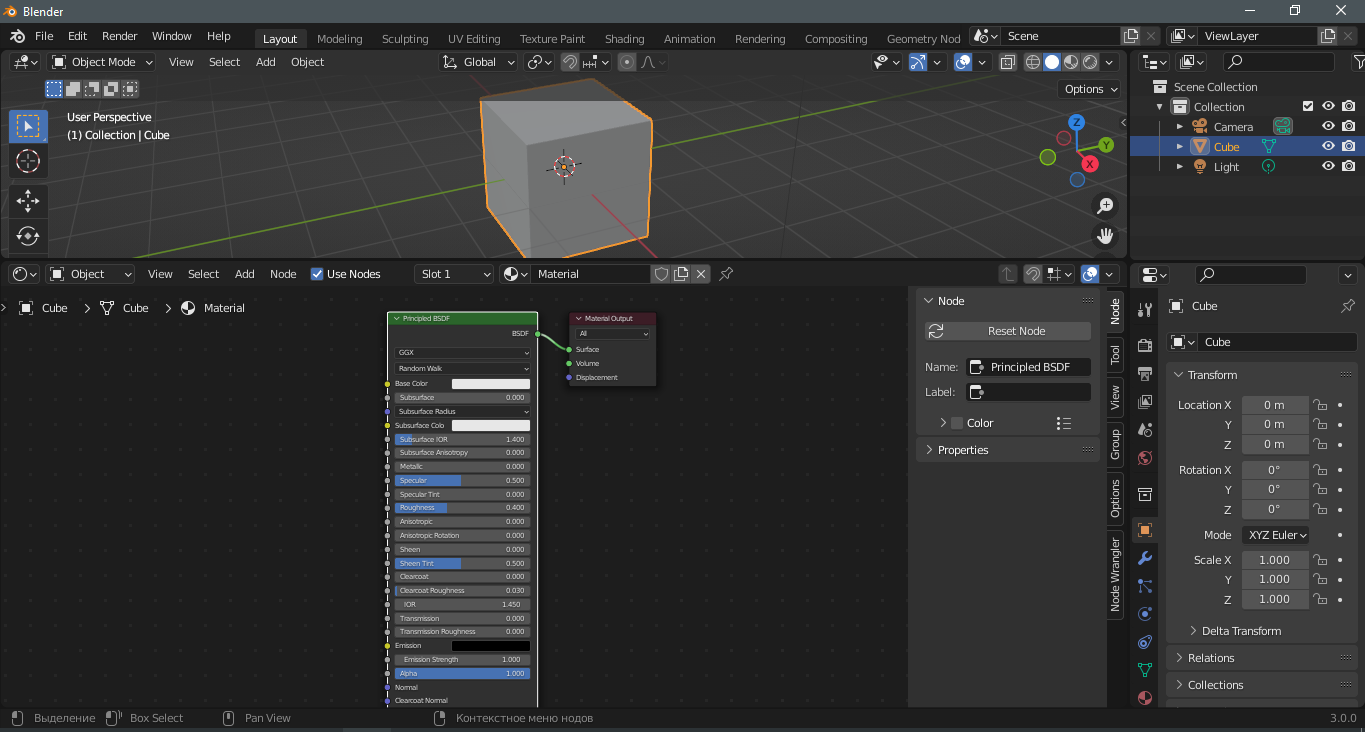 Blender
File Edit Render Window Help Layout Modeling Sculpting UV Editing Texture Paint Shading Animation Rendering Compositing Geometry Nod Scene ViewLayer
Object Mode View Select Add Object Global
Options
User Perspective
(1) Collection | Cube
Z
Y
X
Scene Collection
Collection
Camera
Cube
Light
Object View Select Add Node Use Nodes Slot 1 Material
Cube Cube Material
Principled BSDF
BSDF
GGX
Random Walk
Base Color
Subsurface 0.000
Subsurface Radius
Subsurface Colo
Subsurface IOR 1.400
Subsurface Anisotropy 0.000
Metallic 0.000
Specular 0.500
Specular Tint 0.000
Roughness 0.400
Anisotropic 0.000
Anisotropic Rotation 0.000
Sheen 0.000
Sheen Tint 0.500
Clearcoat 0.000
Clearcoat Roughness 0.030
IOR 1.450
Transmission 0.000
Transmission Roughness 0.000
Emission
Emission Strength 1.000
Alpha 1.000
Normal
Clearcoat Normal
Material Output
All
Surface
Volume
Displacement
Node
Reset Node
Name: Principled BSDF
Label:
Color
Properties
Node
Tool
View
Group
Options
Node Wrangler
Cube
Cube
Transform
Location X 0 m
Y 0 m
Z 0 m
Rotation X 0°
Y 0°
Z 0°
Mode XYZ Euler
Scale X 1.000
Y 1.000
Z 1.000
Delta Transform
Relations
Collections
Выделение Box Select Pan View Контекстное меню нодов 3.0.0